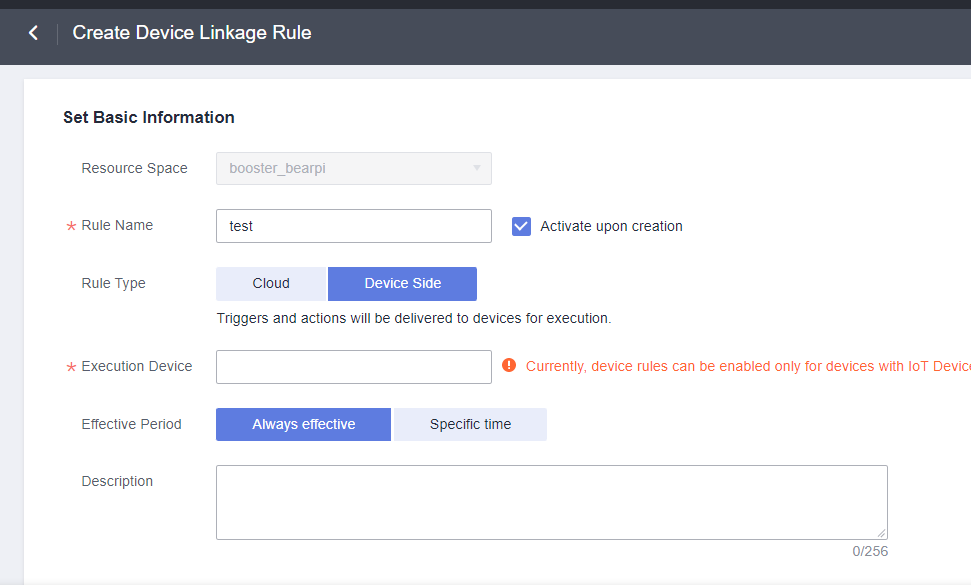 Create Device Linkage Rule
Set Basic Information
Resource Space booster_bearpi
* Rule Name test Activate upon creation
Rule Type Cloud Device Side
Triggers and actions will be delivered to devices for execution.
* Execution Device Currently, device rules can be enabled only for devices with IoT Device
Effective Period Always effective Specific time
Description
0/256